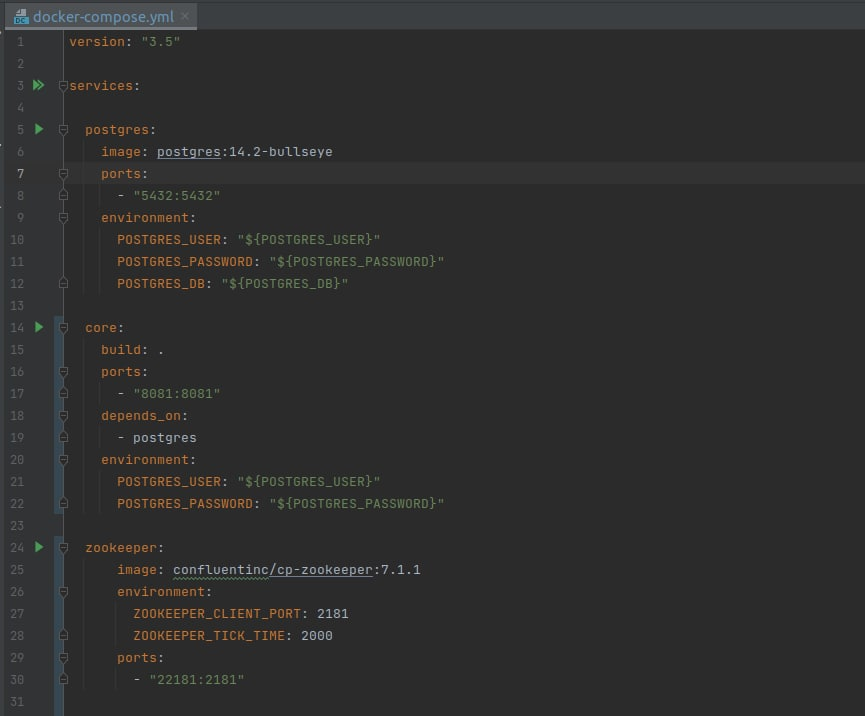 docker-compose.yml
1 version: "3.5"
2
3 services:
4
5 postgres:
6 image: postgres:14.2-bullseye
7 ports:
8 - "5432:5432"
9 environment:
10 POSTGRES_USER: "${POSTGRES_USER}"
11 POSTGRES_PASSWORD: "${POSTGRES_PASSWORD}"
12 POSTGRES_DB: "${POSTGRES_DB}"
13
14 core:
15 build: .
16 ports:
17 - "8081:8081"
18 depends_on:
19 - postgres
20 environment:
21 POSTGRES_USER: "${POSTGRES_USER}"
22 POSTGRES_PASSWORD: "${POSTGRES_PASSWORD}"
23
24 zookeeper:
25 image: confluentinc/cp-zookeeper:7.1.1
26 environment:
27 ZOOKEEPER_CLIENT_PORT: 2181
28 ZOOKEEPER_TICK_TIME: 2000
29 ports:
30 - "22181:2181"
31